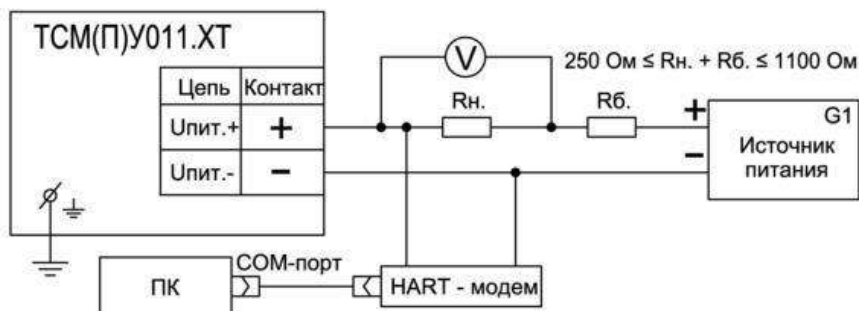 ТСМ(П)У011.ХТ
Цепь Контакт
Uпит.+ +
Uпит.- −
V
250 Ом ≤ Rн. + Rб. ≤ 1100 Ом
Rн.
Rб.
+
−
G1
Источник
питания
COM-порт
ПК
HART - модем